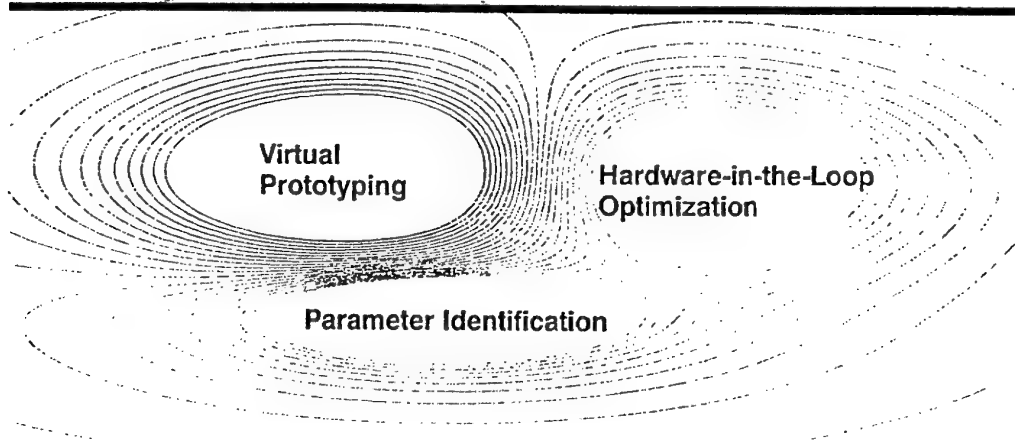 Virtual
Prototyping
Hardware-in-the-Loop
Optimization
Parameter Identification